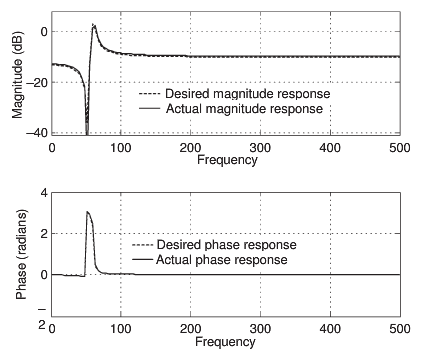 0
−20
−40
Magnitude (dB)
Desired magnitude response
Actual magnitude response
0 100 200 300 400 500
Frequency
4
2
0
−
2
Phase (radians)
Desired phase response
Actual phase response
0 100 200 300 400 500
Frequency